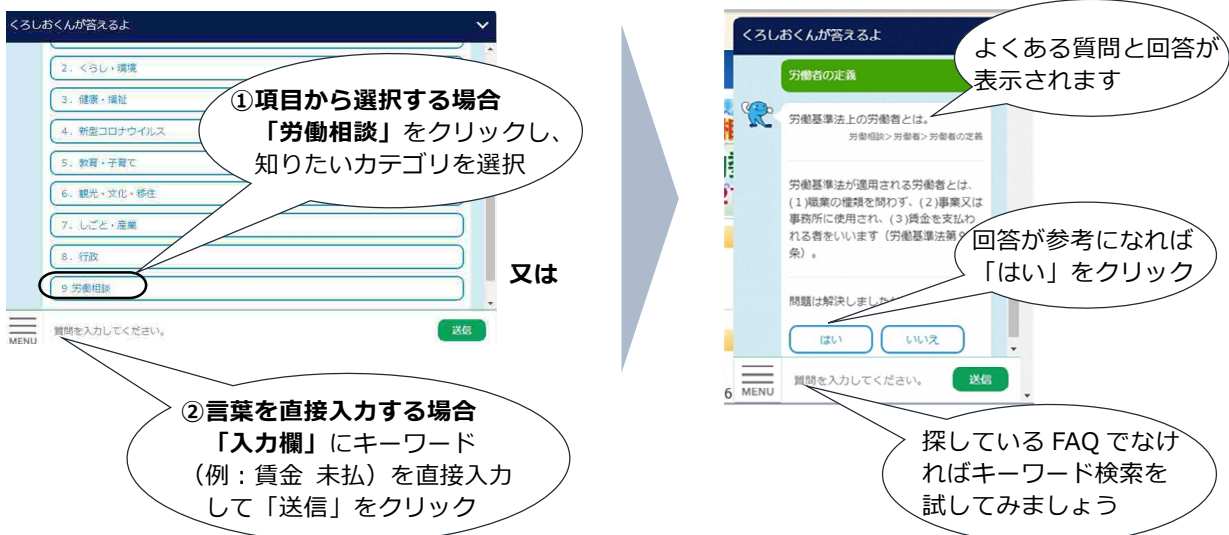 くろしおくんが答えるよ
2．くらし・環境
3．健康・福祉
4．新型コロナウイルス
5．教育・子育て
6．観光・文化・移住
7．しごと・産業
8．行政
9 労働相談
MENU
質問を入力してください。
送信
①項目から選択する場合
「労働相談」をクリックし、
知りたいカテゴリを選択
又は
②言葉を直接入力する場合
「入力欄」にキーワード
（例：賃金 未払）を直接入力
して「送信」をクリック
くろしおくんが答えるよ
労働者の定義
労働基準法上の労働者とは。
労働相談>労働者>労働者の定義
労働基準法が適用される労働者とは、
(1)職業の種類を問わず、(2)事業又は
事務所に使用され、(3)賃金を支払わ
れる者をいいます（労働基準法第
条）。
問題は解決しました
はい
いいえ
6
MENU
質問を入力してください。
送信
よくある質問と回答が
表示されます
回答が参考になれば
「はい」をクリック
探している FAQ でなけ
ればキーワード検索を
試してみましょう